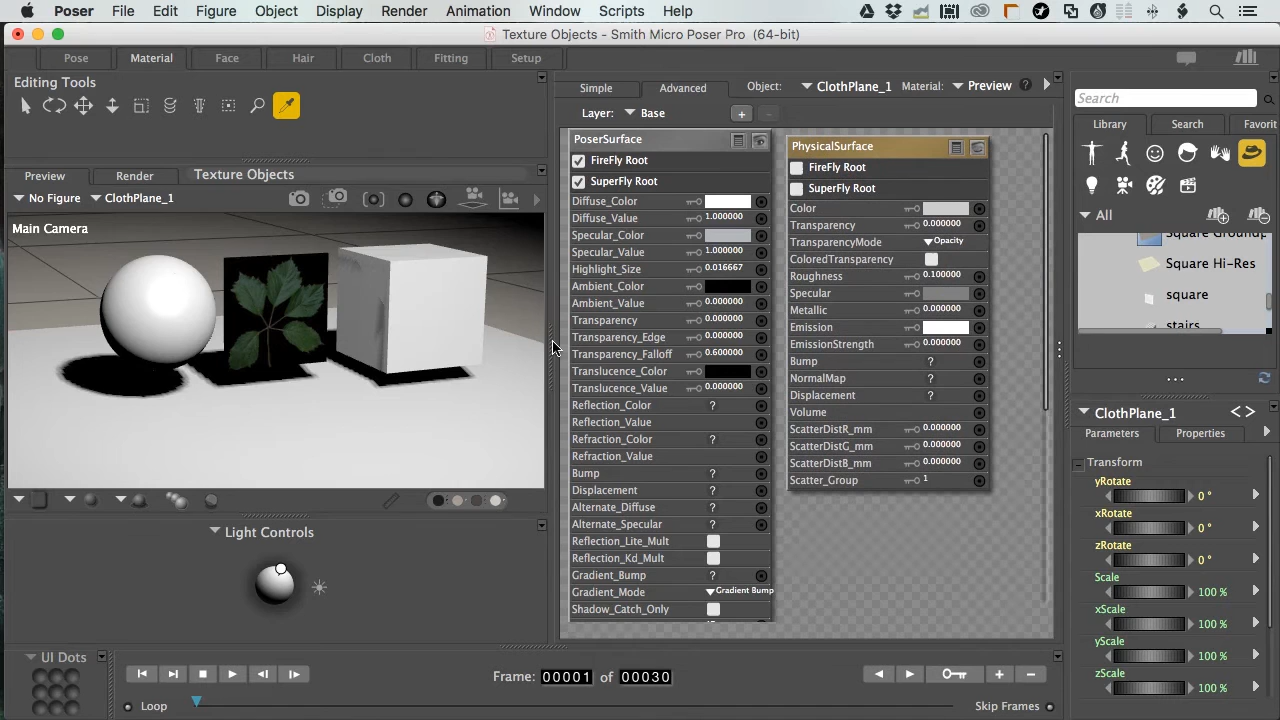 Poser File Edit Figure Object Display Render Animation Window Scripts Help
Texture Objects - Smith Micro Poser Pro (64-bit)
Pose Material Face Hair Cloth Fitting Setup
Editing Tools
Preview Render Texture Objects
No Figure ClothPlane_1
Main Camera
Light Controls
Simple Advanced Object: ClothPlane_1 Material: Preview ?
Layer: Base + -
PoserSurface
FireFly Root
SuperFly Root
Diffuse_Color
Diffuse_Value 1.000000
Specular_Color
Specular_Value 1.000000
Highlight_Size 0.016667
Ambient_Color
Ambient_Value 0.000000
Transparency 0.000000
Transparency_Edge 0.000000
Transparency_Falloff 0.600000
Translucence_Color
Translucence_Value 0.000000
Reflection_Color ?
Reflection_Value
Refraction_Color ?
Refraction_Value
Bump ?
Displacement ?
Alternate_Diffuse ?
Alternate_Specular ?
Reflection_Lite_Mult
Reflection_Kd_Mult
Gradient_Bump ?
Gradient_Mode Gradient Bump
Shadow_Catch_Only
PhysicalSurface
FireFly Root
SuperFly Root
Color
Transparency 0.000000
TransparencyMode Opacity
ColoredTransparency
Roughness 0.100000
Specular
Metallic 0.000000
Emission
EmissionStrength 0.000000
Bump ?
NormalMap ?
Displacement ?
Volume
ScatterDistR_mm 0.000000
ScatterDistG_mm 0.000000
ScatterDistB_mm 0.000000
Scatter_Group 1
Search
Library Search Favorit
All
Square Groundp
Square Hi-Res
square
stairs
ClothPlane_1
Parameters Properties
Transform
yRotate
0 °
xRotate
0 °
zRotate
0 °
Scale
100 %
xScale
100 %
yScale
100 %
zScale
100 %
UI Dots
Frame: 00001 of 00030
Loop Skip Frames